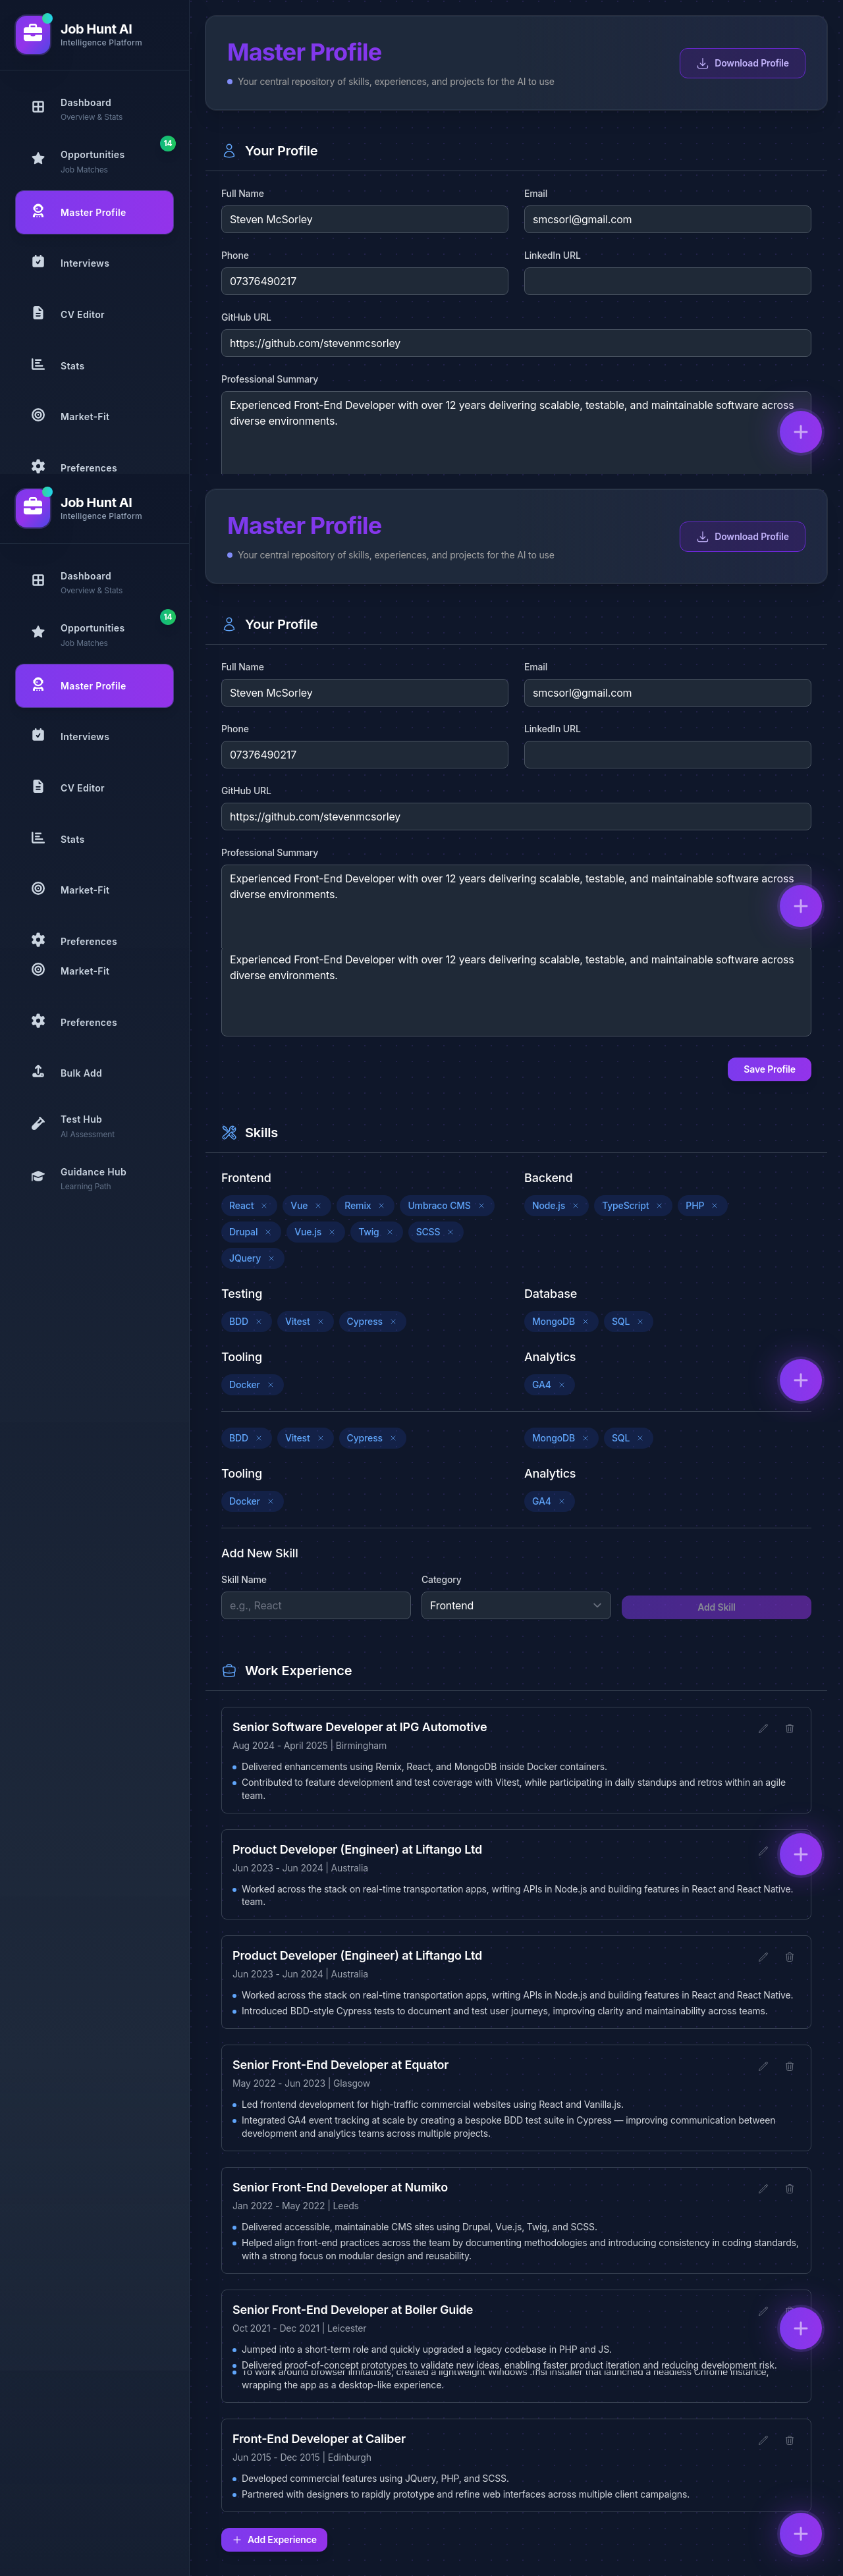 Job Hunt AI
Intelligence Platform
Dashboard
Overview & Stats
14
Opportunities
Job Matches
Master Profile
Interviews
CV Editor
Stats
Market-Fit
Preferences
Master Profile
Your central repository of skills, experiences, and projects for the AI to use
Download Profile
Your Profile
Full Name
Email
Steven McSorley
smcsorl@gmail.com
Phone
LinkedIn URL
07376490217
GitHub URL
https://github.com/stevenmcsorley
Professional Summary
Experienced Front-End Developer with over 12 years delivering scalable, testable, and maintainable software across
diverse environments.
Job Hunt AI
Intelligence Platform
Dashboard
Overview & Stats
14
Opportunities
Job Matches
Master Profile
Interviews
CV Editor
Stats
Market-Fit
Preferences
Market-Fit
Preferences
Bulk Add
Test Hub
AI Assessment
Guidance Hub
Learning Path
Master Profile
Your central repository of skills, experiences, and projects for the AI to use
Download Profile
Your Profile
Full Name
Email
Steven McSorley
smcsorl@gmail.com
Phone
LinkedIn URL
07376490217
GitHub URL
https://github.com/stevenmcsorley
Professional Summary
Experienced Front-End Developer with over 12 years delivering scalable, testable, and maintainable software across
diverse environments.
Experienced Front-End Developer with over 12 years delivering scalable, testable, and maintainable software across
diverse environments.
Save Profile
Skills
Frontend
React × Vue × Remix × Umbraco CMS ×
Drupal × Vue.js × Twig × SCSS ×
JQuery ×
Backend
Node.js × TypeScript × PHP ×
Testing
BDD × Vitest × Cypress ×
Database
MongoDB × SQL ×
Tooling
Docker ×
Analytics
GA4 ×
BDD × Vitest × Cypress ×
MongoDB × SQL ×
Tooling
Docker ×
Analytics
GA4 ×
Add New Skill
Skill Name
Category
e.g., React
Frontend
Add Skill
Work Experience
Senior Software Developer at IPG Automotive
Aug 2024 - April 2025 | Birmingham
Delivered enhancements using Remix, React, and MongoDB inside Docker containers.
Contributed to feature development and test coverage with Vitest, while participating in daily standups and retros within an agile
team.
Product Developer (Engineer) at Liftango Ltd
Jun 2023 - Jun 2024 | Australia
Worked across the stack on real-time transportation apps, writing APIs in Node.js and building features in React and React Native.
team.
Product Developer (Engineer) at Liftango Ltd
Jun 2023 - Jun 2024 | Australia
Worked across the stack on real-time transportation apps, writing APIs in Node.js and building features in React and React Native.
Introduced BDD-style Cypress tests to document and test user journeys, improving clarity and maintainability across teams.
Senior Front-End Developer at Equator
May 2022 - Jun 2023 | Glasgow
Led frontend development for high-traffic commercial websites using React and Vanilla.js.
Integrated GA4 event tracking at scale by creating a bespoke BDD test suite in Cypress — improving communication between
development and analytics teams across multiple projects.
Senior Front-End Developer at Numiko
Jan 2022 - May 2022 | Leeds
Delivered accessible, maintainable CMS sites using Drupal, Vue.js, Twig, and SCSS.
Helped align front-end practices across the team by documenting methodologies and introducing consistency in coding standards,
with a strong focus on modular design and reusability.
Senior Front-End Developer at Boiler Guide
Oct 2021 - Dec 2021 | Leicester
Jumped into a short-term role and quickly upgraded a legacy codebase in PHP and JS.
Delivered proof-of-concept prototypes to validate new ideas, enabling faster product iteration and reducing development risk.
To work around browser limitations, created a lightweight Windows .msi installer that launched a headless Chrome instance,
wrapping the app as a desktop-like experience.
Front-End Developer at Caliber
Jun 2015 - Dec 2015 | Edinburgh
Developed commercial features using JQuery, PHP, and SCSS.
Partnered with designers to rapidly prototype and refine web interfaces across multiple client campaigns.
+ Add Experience